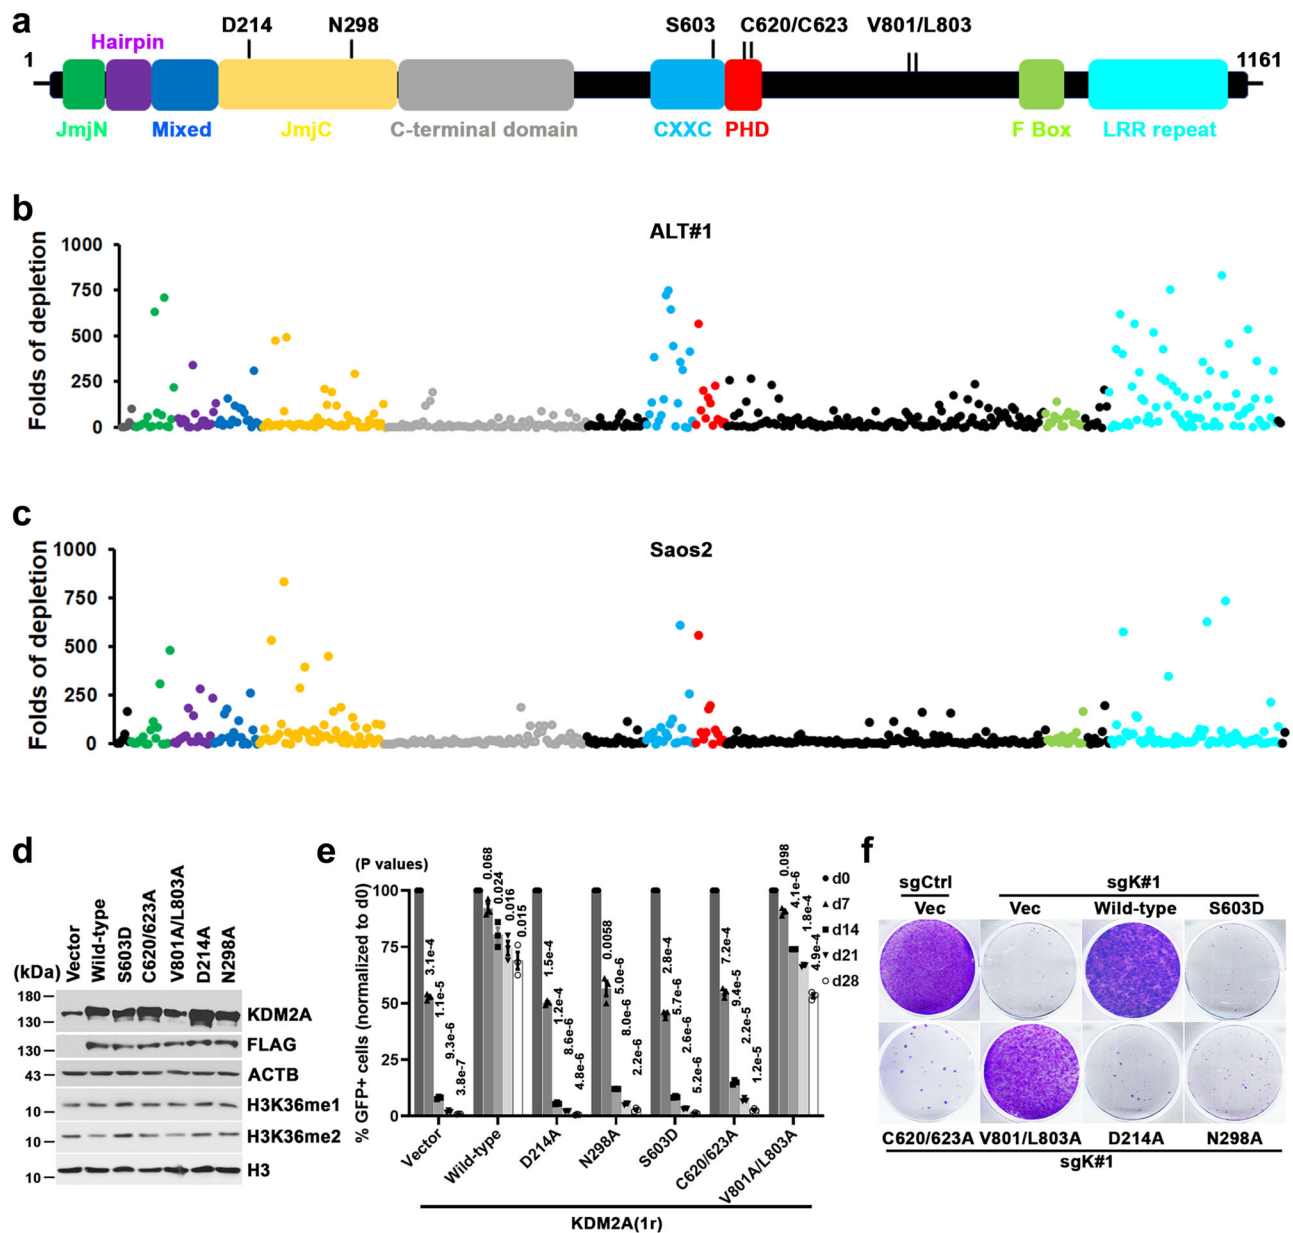 a
D214 N298 S603 C620/C623 V801/L803
Hairpin
1 1161
JmjN Mixed JmjC C-terminal domain CXXC PHD F Box LRR repeat
b
ALT#1
Folds of depletion
1000
750
500
250
0
c
Saos2
Folds of depletion
1000
750
500
250
0
d
Vector
Wild-type
S603D
C620/623A
V801A/L803A
D214A
N298A
(kDa)
180
130
KDM2A
130
FLAG
43
ACTB
10
H3K36me1
10
H3K36me2
10
H3
e
(P values)
% GFP+ cells (normalized to d0)
100
75
50
25
0
3.1e-4
1.1e-5
9.3e-6
3.8e-7
0.068
0.024
0.016
0.015
1.5e-4
1.2e-4
8.6e-6
4.8e-6
0.0058
5.0e-6
8.0e-6
2.2e-6
2.8e-4
5.7e-6
2.6e-6
5.2e-6
7.2e-4
9.4e-5
2.2e-5
1.2e-5
0.098
4.1e-6
1.8e-4
4.9e-4
d0
d7
d14
d21
d28
Vector
Wild-type
D214A
N298A
S603D
C620/623A
V801A/L803A
KDM2A(1r)
f
sgCtrl sgK#1
Vec Vec Wild-type S603D
C620/623A V801/L803A D214A N298A
sgK#1